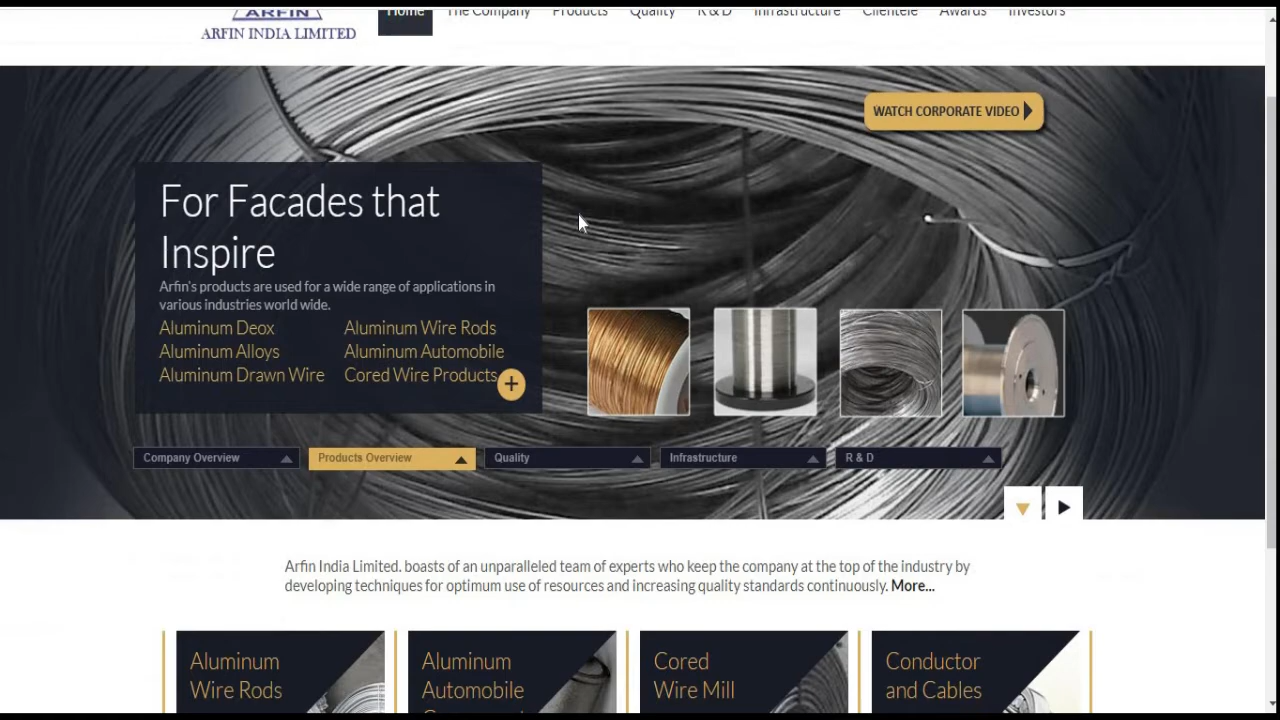 ARFIN
ARFIN INDIA LIMITED
Home The Company Products Quality R & D Infrastructure Clientele Awards Investors
WATCH CORPORATE VIDEO
For Facades that
Inspire
Arfin's products are used for a wide range of applications in
various industries world wide.
Aluminum Deox Aluminum Wire Rods
Aluminum Alloys Aluminum Automobile
Aluminum Drawn Wire Cored Wire Products
+
Company Overview Products Overview Quality Infrastructure R & D
Arfin India Limited. boasts of an unparalleled team of experts who keep the company at the top of the industry by
developing techniques for optimum use of resources and increasing quality standards continuously. More...
Aluminum
Wire Rods
Aluminum
Automobile
Cored
Wire Mill
Conductor
and Cables